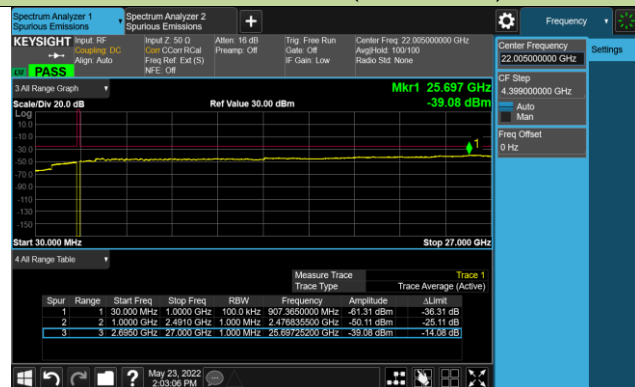 Spectrum Analyzer 1
Spurious Emissions
Spectrum Analyzer 2
Spurious Emissions
Frequency
KEYSIGHT
Input: RF
Coupling: DC
Align: Auto
Input Z: 50 Ω
Corr CCorr RCal
Freq Ref: Ext (S)
NFE: Off
Atten: 16 dB
Preamp: Off
Trig: Free Run
Gate: Off
IF Gain: Low
Center Freq: 22.005000000 GHz
Avg|Hold: 100/100
Radio Std: None
LXI
PASS
Center Frequency
22.005000000 GHz
Settings
CF Step
4.399000000 GHz
Auto
Man
Freq Offset
0 Hz
3 All Range Graph
Mkr1 25.697 GHz
Scale/Div 20.0 dB
Ref Value 30.00 dBm
-39.08 dBm
Log
10.0
-10.0
-30.0
-50.0
-70.0
-90.0
-110
-130
-150
1
Start 30.000 MHz
Stop 27.000 GHz
4 All Range Table
Measure Trace
Trace 1
Trace Type
Trace Average (Active)
Spur Range Start Freq Stop Freq RBW Frequency Amplitude ΔLimit
1 1 30.000 MHz 1.0000 GHz 100.0 kHz 907.3650000 MHz -61.31 dBm -36.31 dB
2 2 1.0000 GHz 2.4910 GHz 1.000 MHz 2.476835500 GHz -50.11 dBm -25.11 dB
3 3 2.6950 GHz 27.000 GHz 1.000 MHz 25.69725200 GHz -39.08 dBm -14.08 dB
May 23, 2022
2:03:06 PM